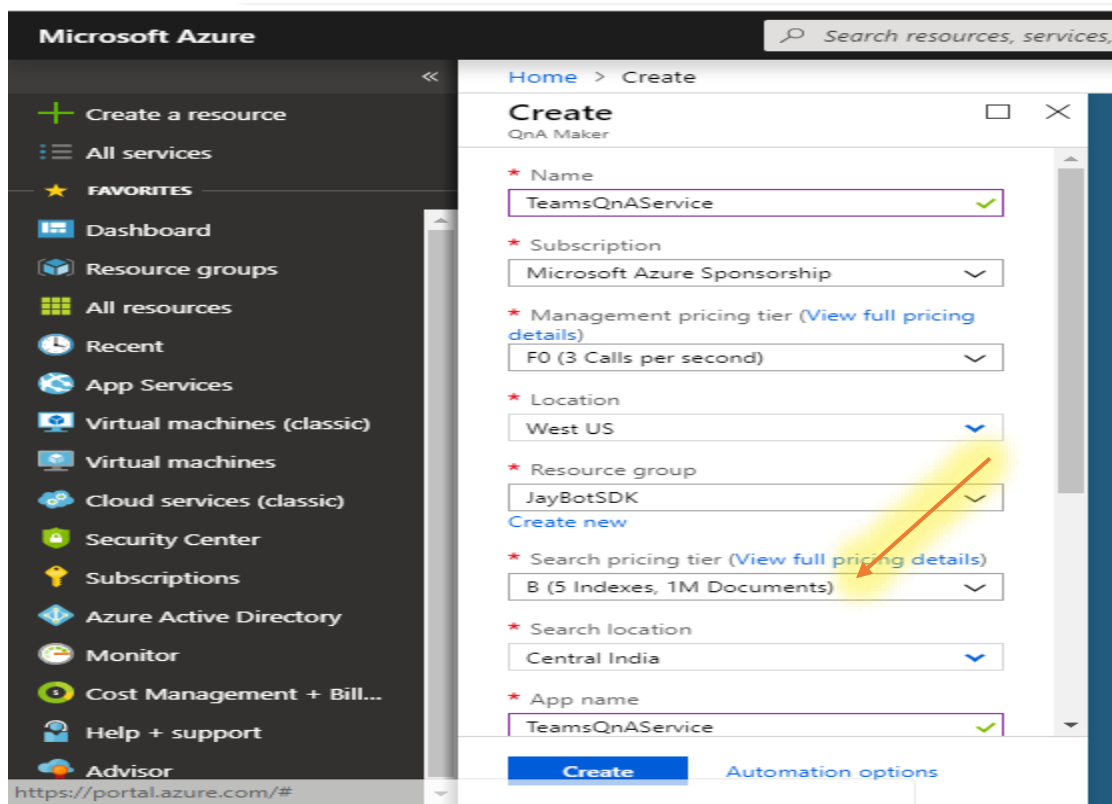 Microsoft Azure
Search resources, services,
«
Create a resource
All services
FAVORITES
Dashboard
Resource groups
All resources
Recent
App Services
Virtual machines (classic)
Virtual machines
Cloud services (classic)
Security Center
Subscriptions
Azure Active Directory
Monitor
Cost Management + Bill...
Help + support
Advisor
https://portal.azure.com/#
Home > Create
Create
QnA Maker
* Name
TeamsQnAService
* Subscription
Microsoft Azure Sponsorship
* Management pricing tier (View full pricing
details)
F0 (3 Calls per second)
* Location
West US
* Resource group
JayBotSDK
Create new
* Search pricing tier (View full pricing details)
B (5 Indexes, 1M Documents)
* Search location
Central India
* App name
TeamsQnAService
Create
Automation options